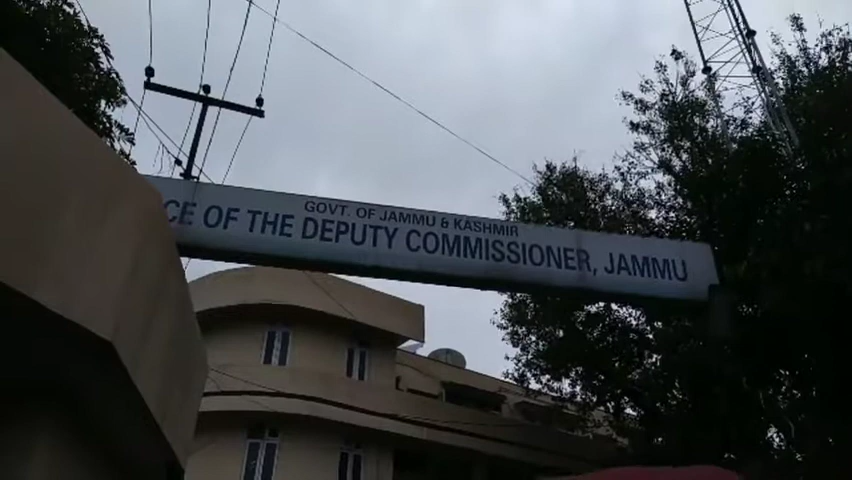 GOVT. OF JAMMU & KASHMIR
CE OF THE DEPUTY COMMISSIONER, JAMMU